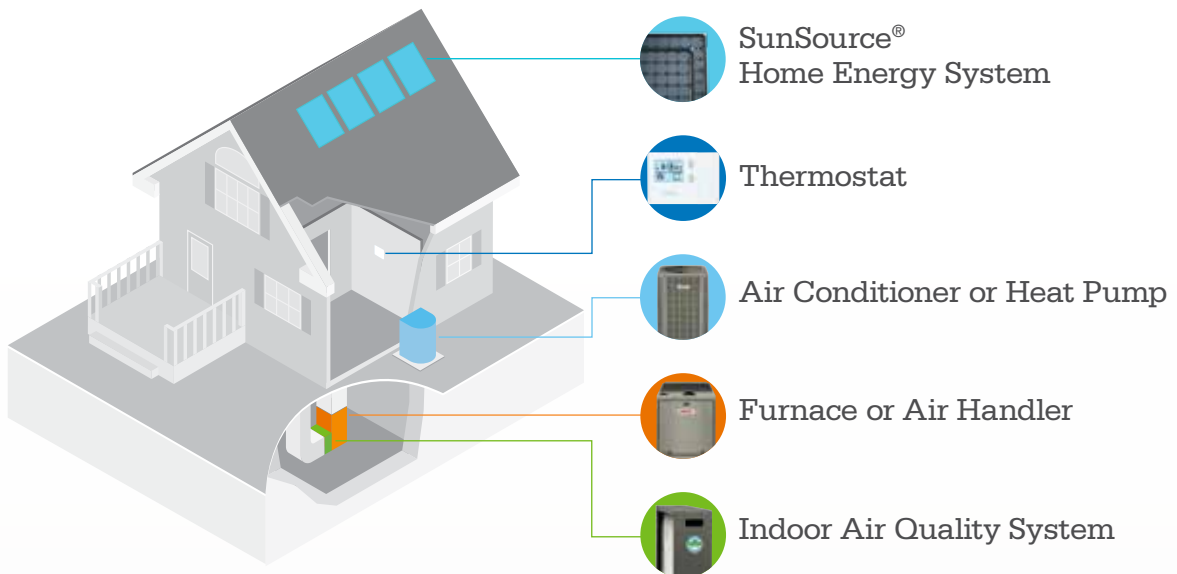 SunSource®
Home Energy System
Thermostat
Air Conditioner or Heat Pump
Furnace or Air Handler
Indoor Air Quality System